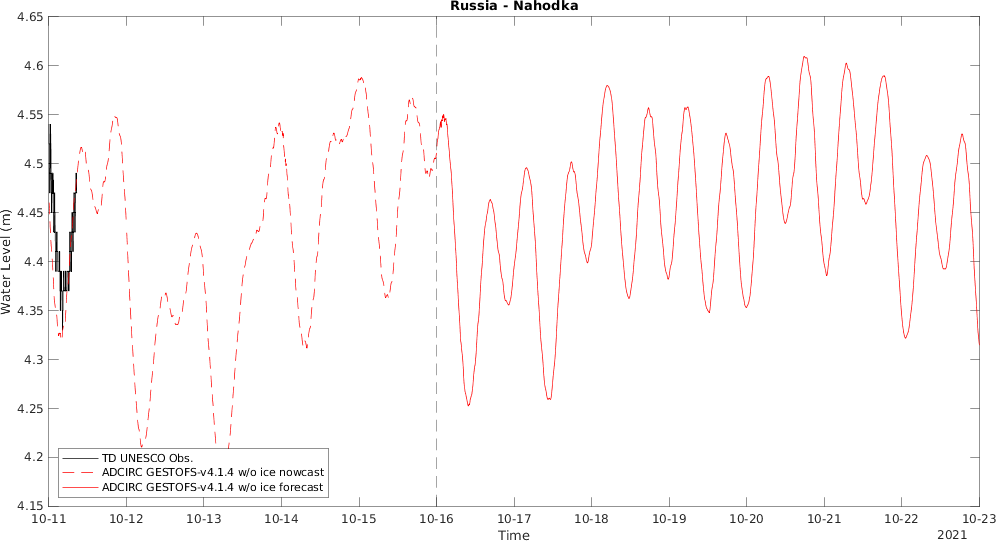 Russia - Nahodka
Water Level (m)
4.65
4.6
4.55
4.5
4.45
4.4
4.35
4.3
4.25
4.2
4.15
TD UNESCO Obs.
ADCIRC GESTOFS-v4.1.4 w/o ice nowcast
ADCIRC GESTOFS-v4.1.4 w/o ice forecast
10-11 10-12 10-13 10-14 10-15 10-16 10-17 10-18 10-19 10-20 10-21 10-22 10-23
Time
2021